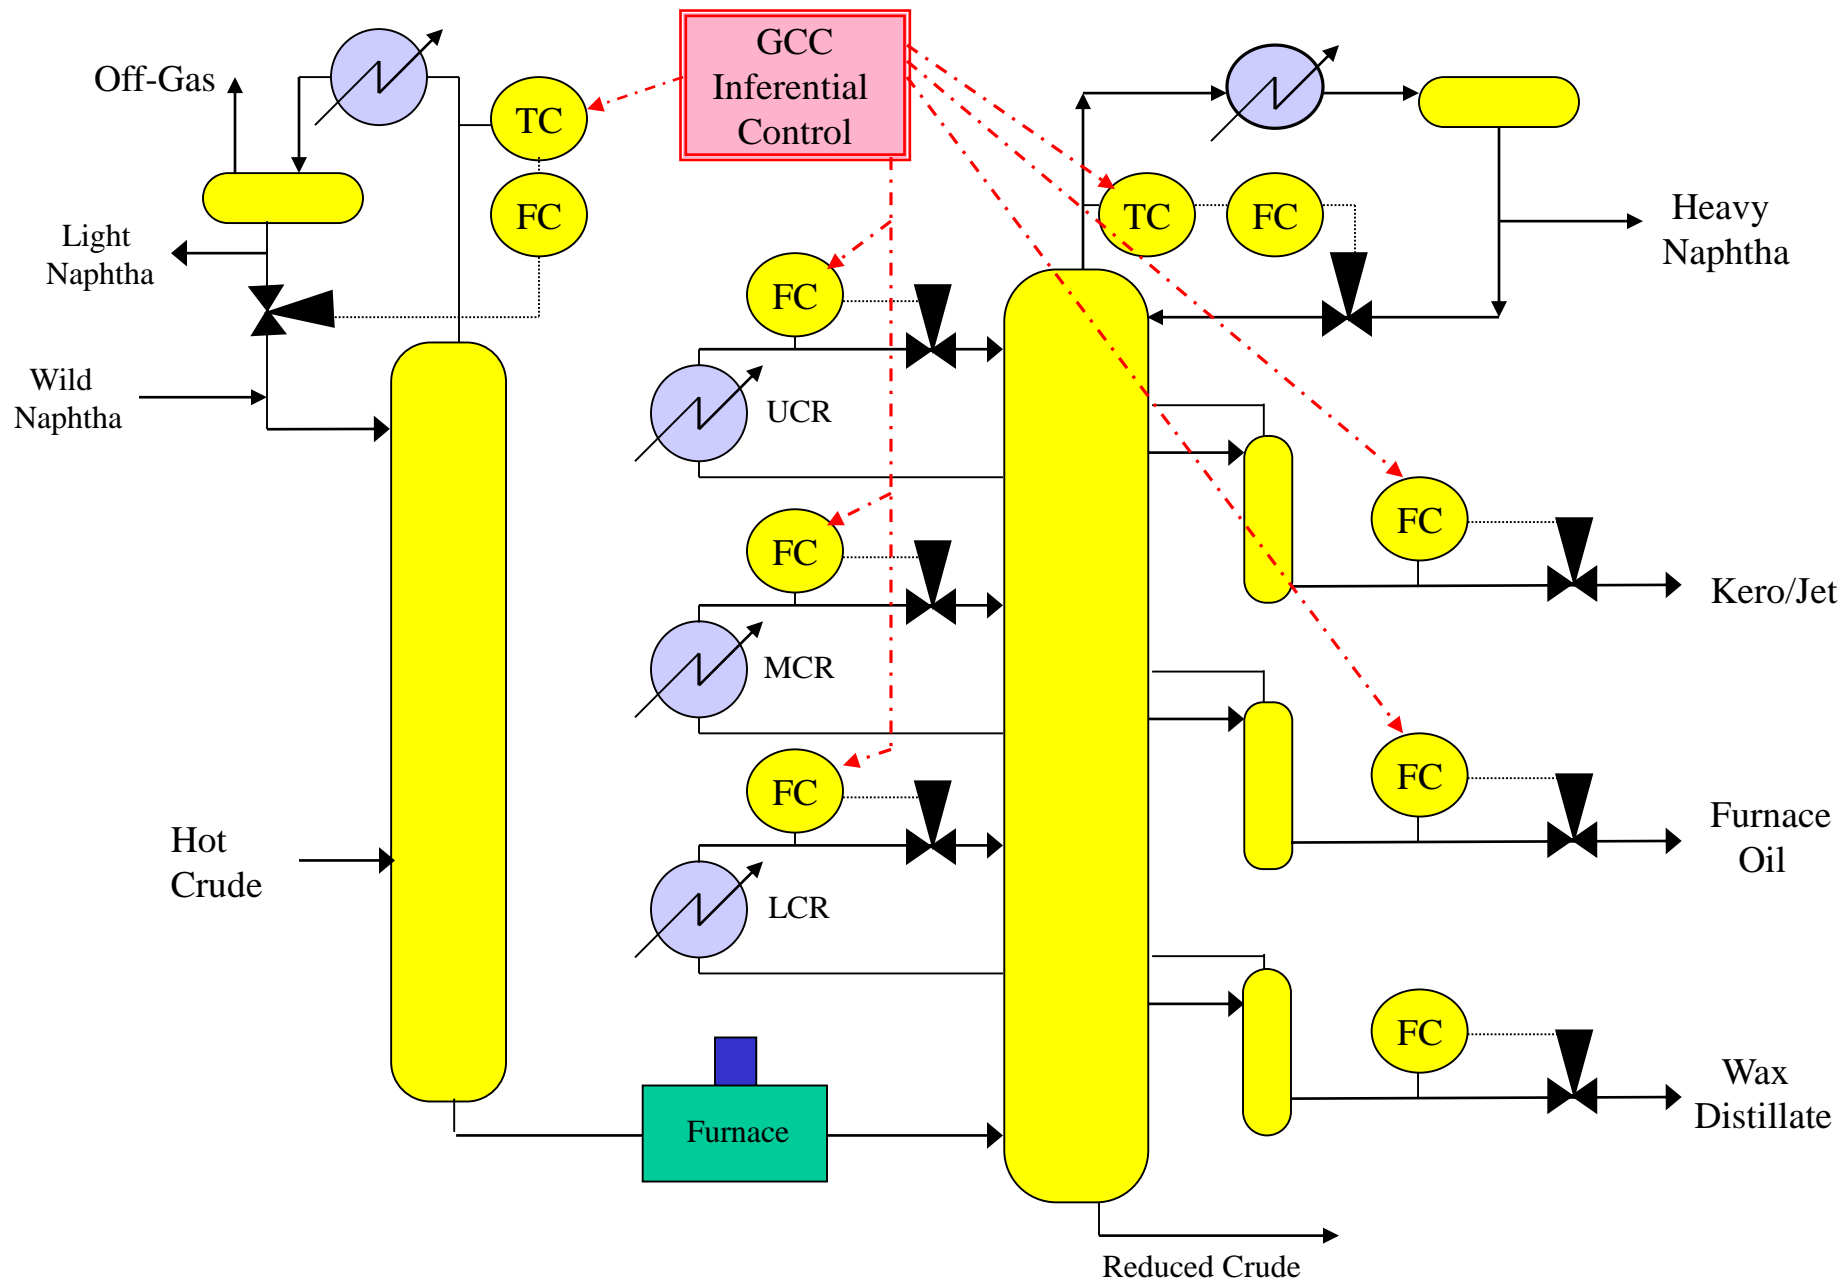 GCC
Inferential
Control
Off-Gas
TC
FC
Light
Naphtha
Wild
Naphtha
Hot
Crude
TC
FC
Heavy
Naphtha
FC
UCR
FC
MCR
FC
LCR
FC
Kero/Jet
FC
Furnace
Oil
FC
Wax
Distillate
Furnace
Reduced Crude